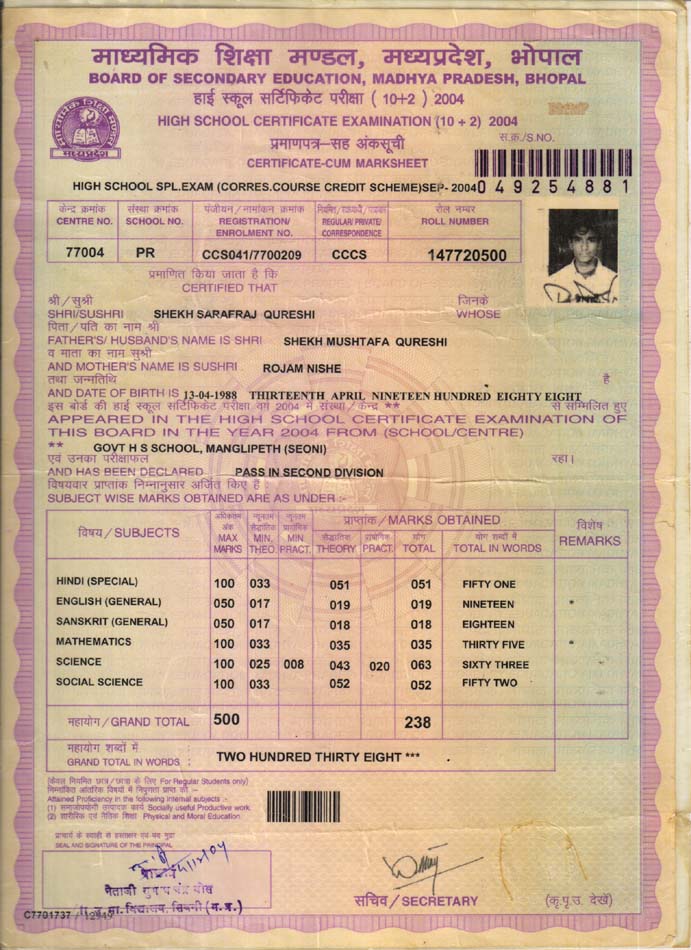 माध्यमिक शिक्षा मण्डल, मध्यप्रदेश, भोपाल
BOARD OF SECONDARY EDUCATION, MADHYA PRADESH, BHOPAL
हाई स्कूल सर्टिफिकेट परीक्षा ( 10+2 ) 2004
HIGH SCHOOL CERTIFICATE EXAMINATION (10 + 2) 2004
प्रमाणपत्र-सह अंकसूची
स.क्र./S.NO.
CERTIFICATE-CUM MARKSHEET
HIGH SCHOOL SPL.EXAM (CORRES.COURSE CREDIT SCHEME)SEP- 2004
049254881
केन्द्र क्रमांक संस्था क्रमांक पंजीयन / नामांकन क्रमांक रोल नम्बर
CENTRE NO. SCHOOL NO. REGISTRATION/ ENROLMENT NO. REGULAR/ PRIVATE/ CORRESPONDENCE ROLL NUMBER
77004 PR CCS041/7700209 CCCS 147720500
प्रमाणित किया जाता है कि
CERTIFIED THAT
श्री / सुश्री जिनके
SHRI/SUSHRI SHEKH SARAFRAJ QURESHI WHOSE
पिता / पति का नाम श्री
FATHER'S/ HUSBAND'S NAME IS SHRI SHEKH MUSHTAFA QURESHI
व माता का नाम सुश्री
AND MOTHER'S NAME IS SUSHRI ROJAM NISHE
तथा जन्मतिथि है
AND DATE OF BIRTH IS 13-04-1988 THIRTEENTH APRIL NINETEEN HUNDRED EIGHTY EIGHT
इस बोर्ड की हाई स्कूल सर्टिफिकेट परीक्षा वर्ष 2004 में संस्था / केन्द्र ** से सम्मिलित हुए
APPEARED IN THE HIGH SCHOOL CERTIFICATE EXAMINATION OF
THIS BOARD IN THE YEAR 2004 FROM (SCHOOL/CENTRE)
** GOVT H S SCHOOL, MANGLIPETH (SEONI)
एवं उनका परीक्षाफल रहा।
AND HAS BEEN DECLARED PASS IN SECOND DIVISION
विषयवार प्राप्तांक निम्नानुसार अर्जित किए हैं :
SUBJECT WISE MARKS OBTAINED ARE AS UNDER :-
विषय / SUBJECTS अधिकतम अंक MAX MARKS न्यूनतम सैद्धांतिक MIN. THEO. न्यूनतम प्रायोगिक MIN PRACT. प्राप्तांक / MARKS OBTAINED विशेष REMARKS
सैद्धांतिक THEORY प्रायोगिक PRACT. योग TOTAL योग शब्दों में TOTAL IN WORDS
HINDI (SPECIAL) 100 033 051 051 FIFTY ONE
ENGLISH (GENERAL) 050 017 019 019 NINETEEN *
SANSKRIT (GENERAL) 050 017 018 018 EIGHTEEN
MATHEMATICS 100 033 035 035 THIRTY FIVE *
SCIENCE 100 025 008 043 020 063 SIXTY THREE
SOCIAL SCIENCE 100 033 052 052 FIFTY TWO
महायोग / GRAND TOTAL 500 238
महायोग शब्दों में
GRAND TOTAL IN WORDS : TWO HUNDRED THIRTY EIGHT ***
(केवल नियमित छात्र / छात्रा के लिए For Regular Students only)
निम्नांकित आंतरिक विषयों में निपुणता प्राप्त की :-
Attained Proficiency in the following internal subjects :-
(1) समाजोपयोगी उत्पादक कार्य Socially useful Productive work.
(2) शारीरिक एवं नैतिक शिक्षा Physical and Moral Education.
SEAL AND SIGNATURE OF THE PRINCIPAL
सचिव / SECRETARY
(कृ.पृ.उ. देखें)